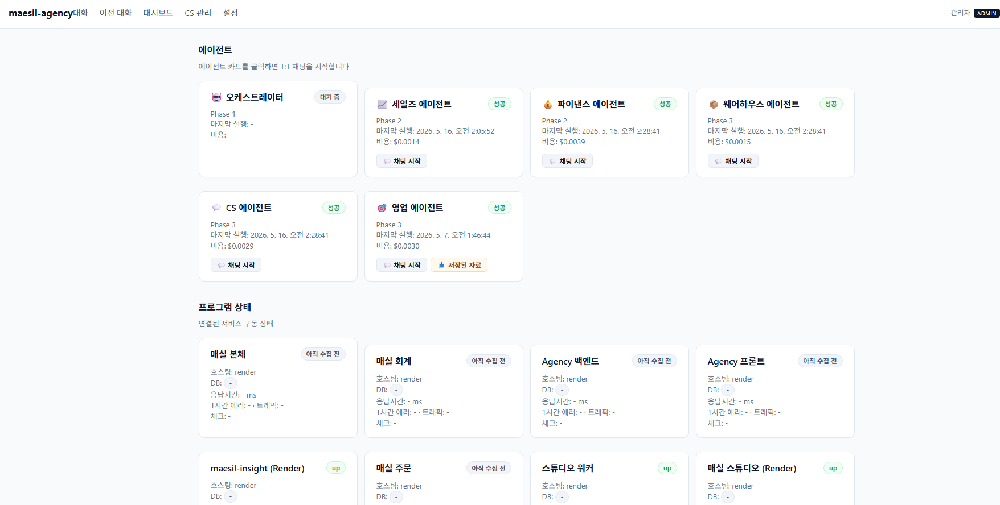 maesil-agency 대화 이전 대화 대시보드 CS 관리 설정 관리자 ADMIN
에이전트
에이전트 카드를 클릭하면 1:1 채팅을 시작합니다
오케스트레이터 대기 중
Phase 1
마지막 실행: -
비용: -
세일즈 에이전트 성공
Phase 2
마지막 실행: 2026. 5. 16. 오전 2:05:52
비용: $0.0014
채팅 시작
파이낸스 에이전트 성공
Phase 2
마지막 실행: 2026. 5. 16. 오전 2:28:41
비용: $0.0039
채팅 시작
웨어하우스 에이전트 성공
Phase 3
마지막 실행: 2026. 5. 16. 오전 2:28:41
비용: $0.0015
채팅 시작
CS 에이전트 성공
Phase 3
마지막 실행: 2026. 5. 16. 오전 2:28:41
비용: $0.0029
채팅 시작
영업 에이전트 성공
Phase 3
마지막 실행: 2026. 5. 7. 오전 1:46:44
비용: $0.0030
채팅 시작 저장된 자료
프로그램 상태
연결된 서비스 구동 상태
매실 본체 아직 수집 전
호스팅: render
DB: -
응답시간: - ms
1시간 에러: - · 트래픽: -
체크: -
매실 회계 아직 수집 전
호스팅: render
DB: -
응답시간: - ms
1시간 에러: - · 트래픽: -
체크: -
Agency 백엔드 아직 수집 전
호스팅: render
DB: -
응답시간: - ms
1시간 에러: - · 트래픽: -
체크: -
Agency 프론트 아직 수집 전
호스팅: render
DB: -
응답시간: - ms
1시간 에러: - · 트래픽: -
체크: -
maesil-insight (Render) up
호스팅: render
DB: -
매실 주문 아직 수집 전
호스팅: render
DB: -
스튜디오 워커 up
호스팅: render
DB: -
매실 스튜디오 (Render) up
호스팅: render
DB: -